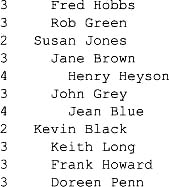 3     Fred Hobbs
3     Rob Green
2   Susan Jones
3     Jane Brown
4       Henry Heyson
3     John Grey
4       Jean Blue
2   Kevin Black
3     Keith Long
3     Frank Howard
3     Doreen Penn